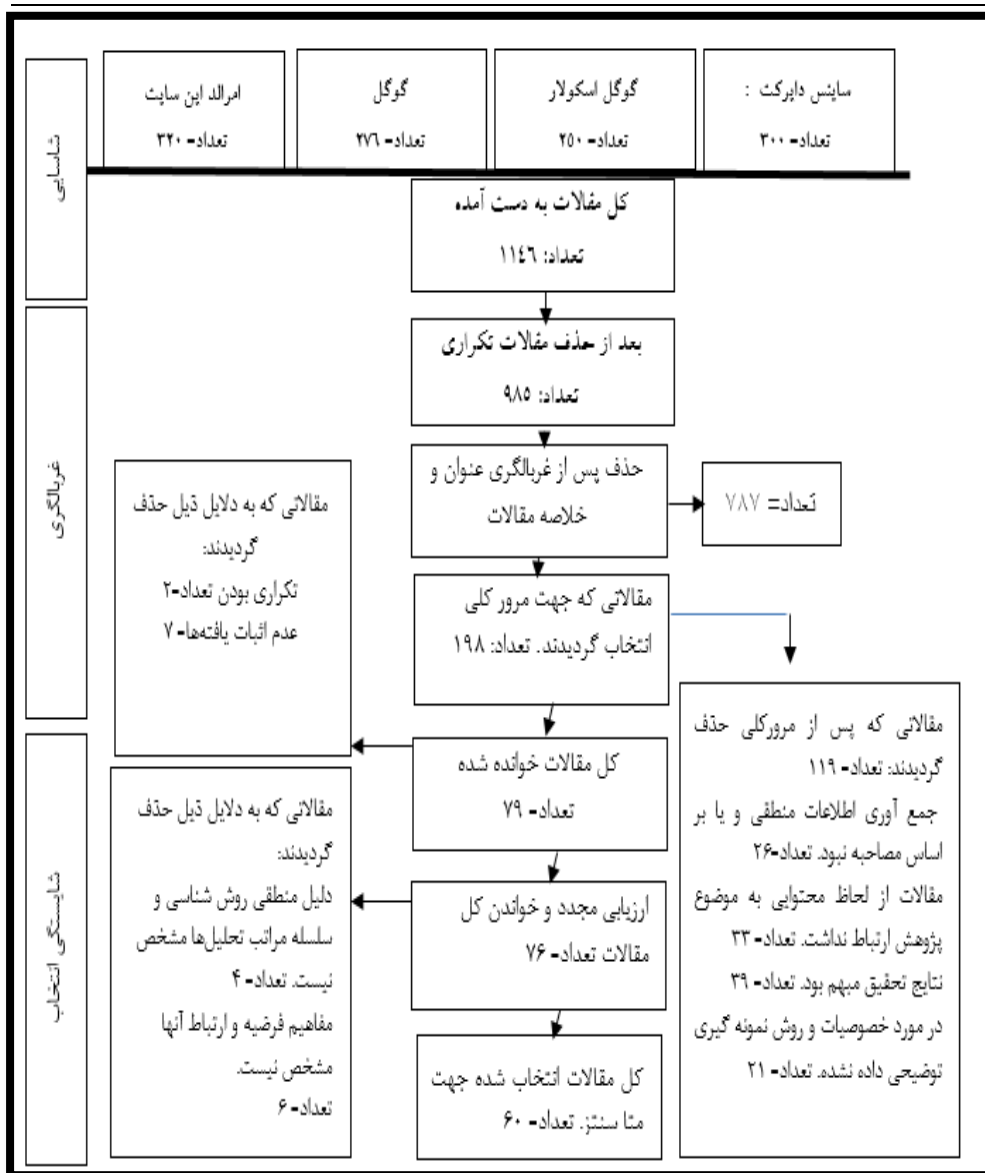 شناسایی
ساینس دایرکت :
تعداد= ۳۰۰
گوگل اسکولار
تعداد= ۲۵۰
گوگل
تعداد= ۲۷۶
امرالد این سایت
تعداد= ۳۲۰
کل مقالات به دست آمده
تعداد: ۱۱٤٦
غربالگری
بعد از حذف مقالات تکراری
تعداد: ۹۸۵
حذف پس از غربالگری عنوان و
خلاصه مقالات
تعداد= ۷۸۷
مقالاتی که جهت مرور کلی
انتخاب گردیدند. تعداد: ۱۹۸
مقالاتی که به دلایل ذیل حذف
گردیدند:
تکراری بودن تعداد=۲
عدم اثبات یافته‌ها= ۷
مقالاتی که پس از مرورکلی حذف
گردیدند: تعداد= ۱۱۹
جمع آوری اطلاعات منطقی و یا بر
اساس مصاحبه نبود. تعداد=۲۶
مقالات از لحاظ محتوایی به موضوع
پژوهش ارتباط نداشت. تعداد= ۳۳
نتایج تحقیق مبهم بود. تعداد= ۳۹
در مورد خصوصیات و روش نمونه گیری
توضیحی داده نشده. تعداد= ۲۱
شایستگی انتخاب
کل مقالات خوانده شده
تعداد= ۷۹
ارزیابی مجدد و خواندن کل
مقالات تعداد= ۷۶
مقالاتی که به دلایل ذیل حذف
گردیدند:
دلیل منطقی روش شناسی و
سلسله مراتب تحلیل‌ها مشخص
نیست. تعداد= ۴
مفاهیم فرضیه و ارتباط آنها
مشخص نیست.
تعداد= ۶
کل مقالات انتخاب شده جهت
متا سنتز. تعداد= ۶۰